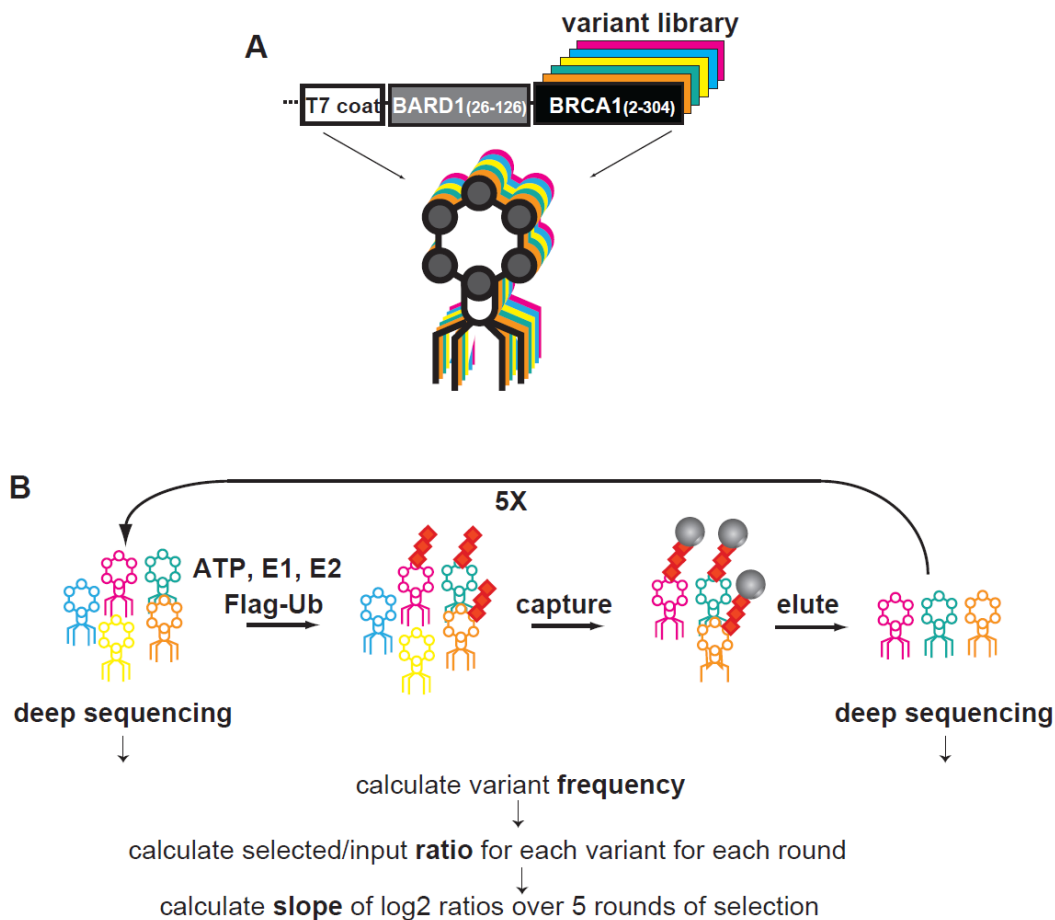 A
variant library
T7 coat BARD1(26-126) BRCA1(2-304)
B
5X
ATP, E1, E2
Flag-Ub
capture
elute
deep sequencing
deep sequencing
calculate variant frequency
calculate selected/input ratio for each variant for each round
calculate slope of log2 ratios over 5 rounds of selection